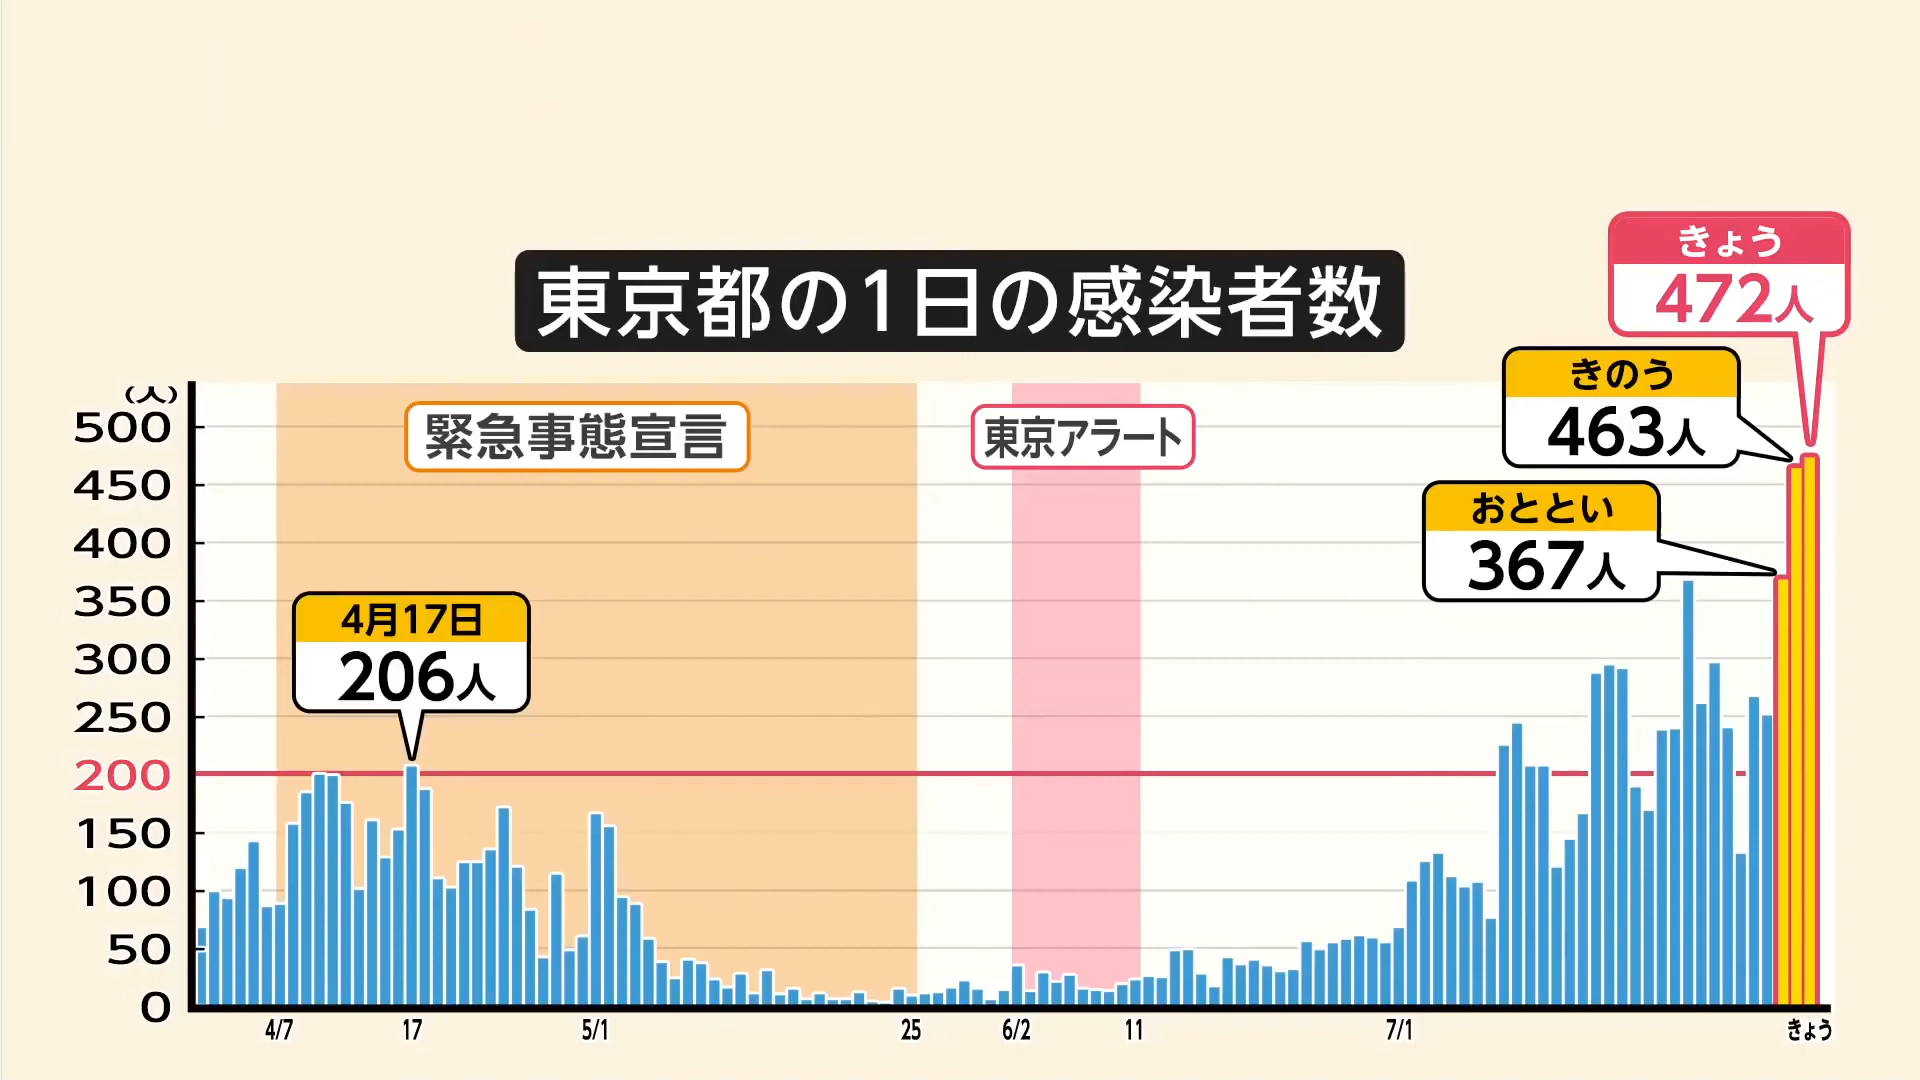 東京都の1日の感染者数
きょう
472人
きのう
463人
おととい
367人
緊急事態宣言
東京アラート
4月17日
206人
(人)
500
450
400
350
300
250
200
150
100
50
0
4/7
17
5/1
25
6/2
11
7/1
きょう